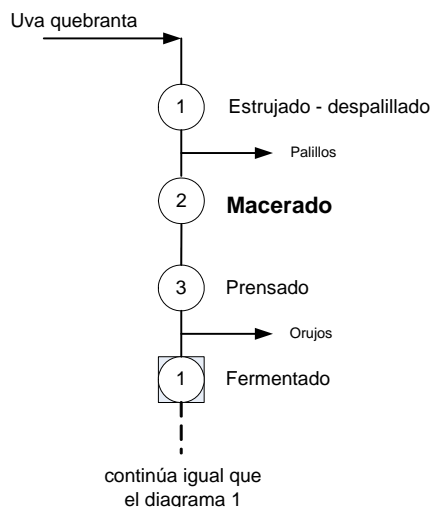 Uva quebranta
1 Estrujado - despalillado
Palillos
2 Macerado
3 Prensado
Orujos
1 Fermentado
continúa igual que
el diagrama 1